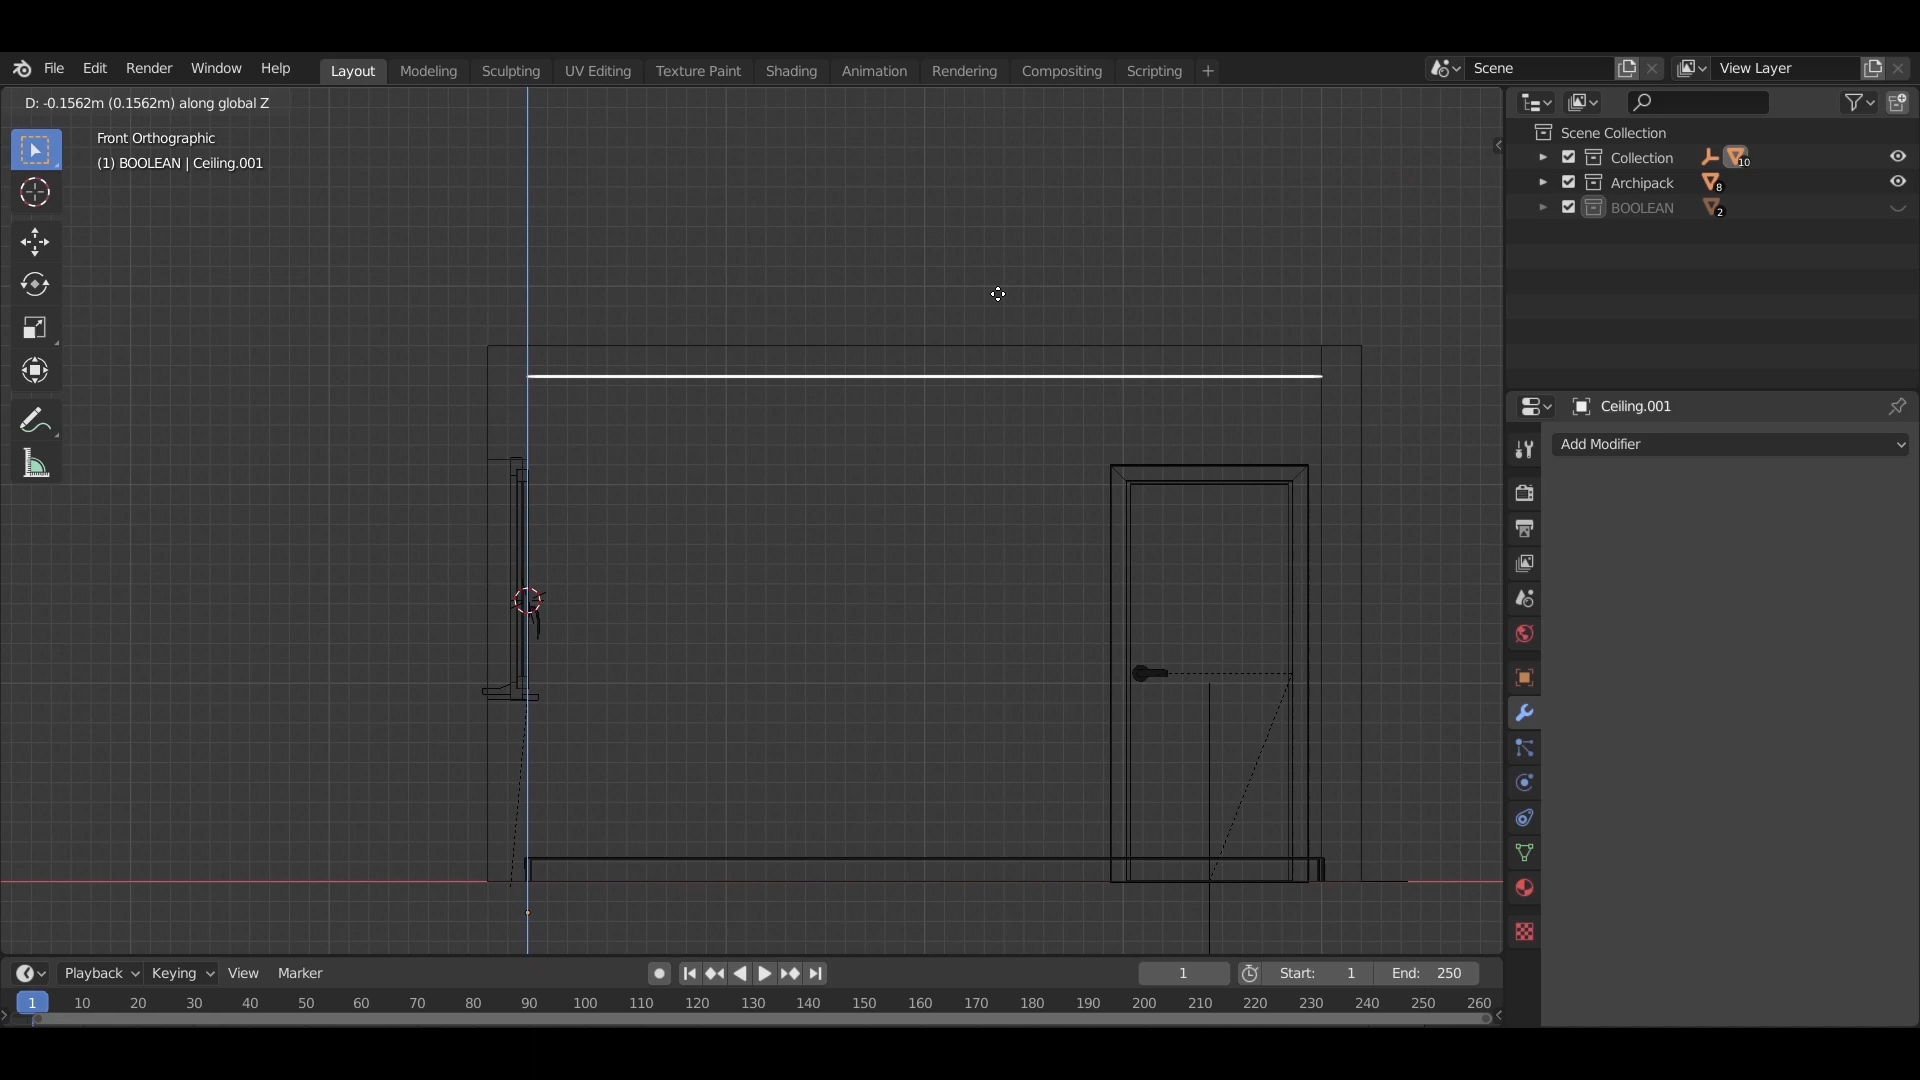 File Edit Render Window Help Layout Modeling Sculpting UV Editing Texture Paint Shading Animation Rendering Compositing Scripting + Scene View Layer
D: -0.1562m (0.1562m) along global Z
Front Orthographic
(1) BOOLEAN | Ceiling.001
Scene Collection
Collection 10
Archipack 8
BOOLEAN 2
Ceiling.001
Add Modifier
Playback Keying View Marker 1 Start: 1 End: 250
1 10 20 30 40 50 60 70 80 90 100 110 120 130 140 150 160 170 180 190 200 210 220 230 240 250 260